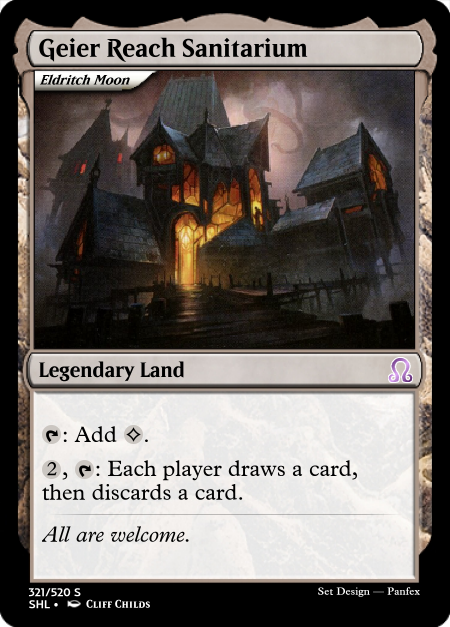 Geier Reach Sanitarium
Eldritch Moon
Legendary Land
: Add .
2, : Each player draws a card,
then discards a card.
All are welcome.
321/520 S
Set Design — Panfex
SHL • Cliff Childs